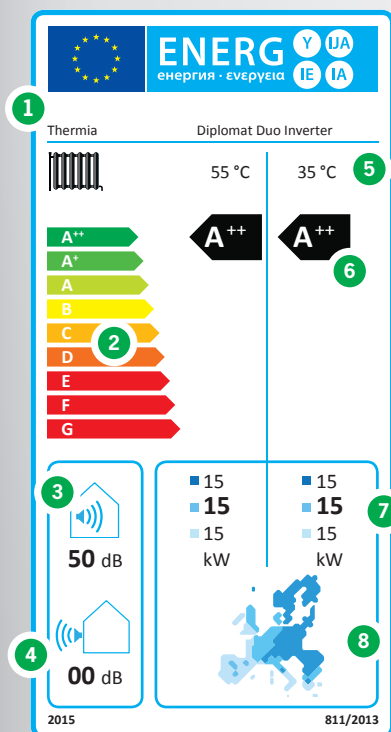 ENERG Y IJA
енергия · ενεργεια IE IA
1
Thermia Diplomat Duo Inverter
55 °C 35 °C 5
A++ A++ A++
6
A+
A
B
C 2
D
E
F
G
3
50 dB
4
00 dB
15 15
15 15 7
15 15
kW kW
8
2015 811/2013